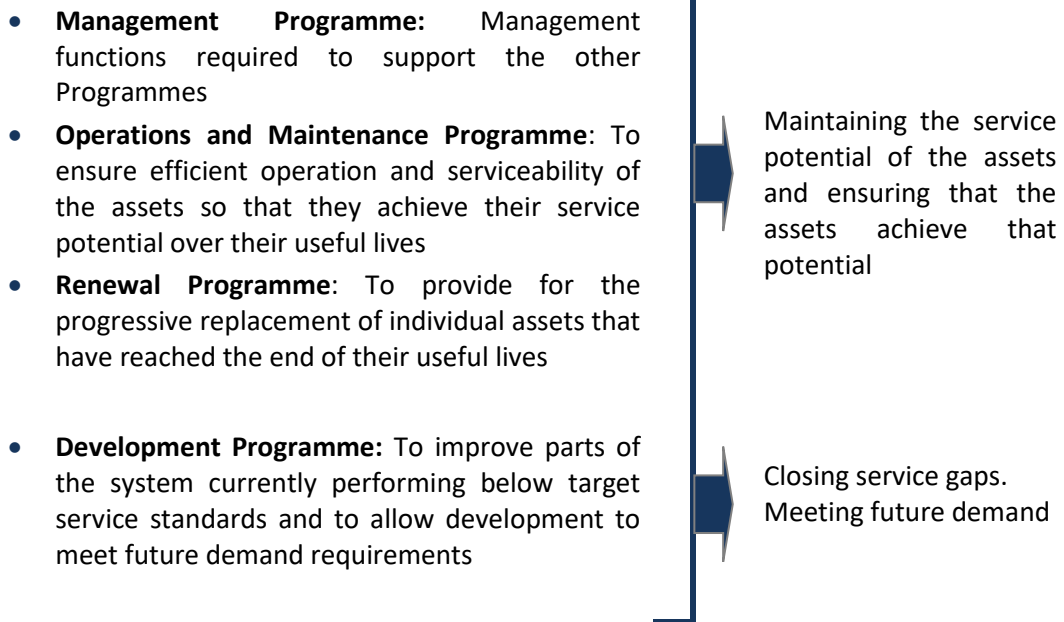 • Management Programme: Management
functions required to support the other
Programmes
• Operations and Maintenance Programme: To
ensure efficient operation and serviceability of
the assets so that they achieve their service
potential over their useful lives
• Renewal Programme: To provide for the
progressive replacement of individual assets that
have reached the end of their useful lives
• Development Programme: To improve parts of
the system currently performing below target
service standards and to allow development to
meet future demand requirements
Maintaining the service
potential of the assets
and ensuring that the
assets achieve that
potential
Closing service gaps.
Meeting future demand